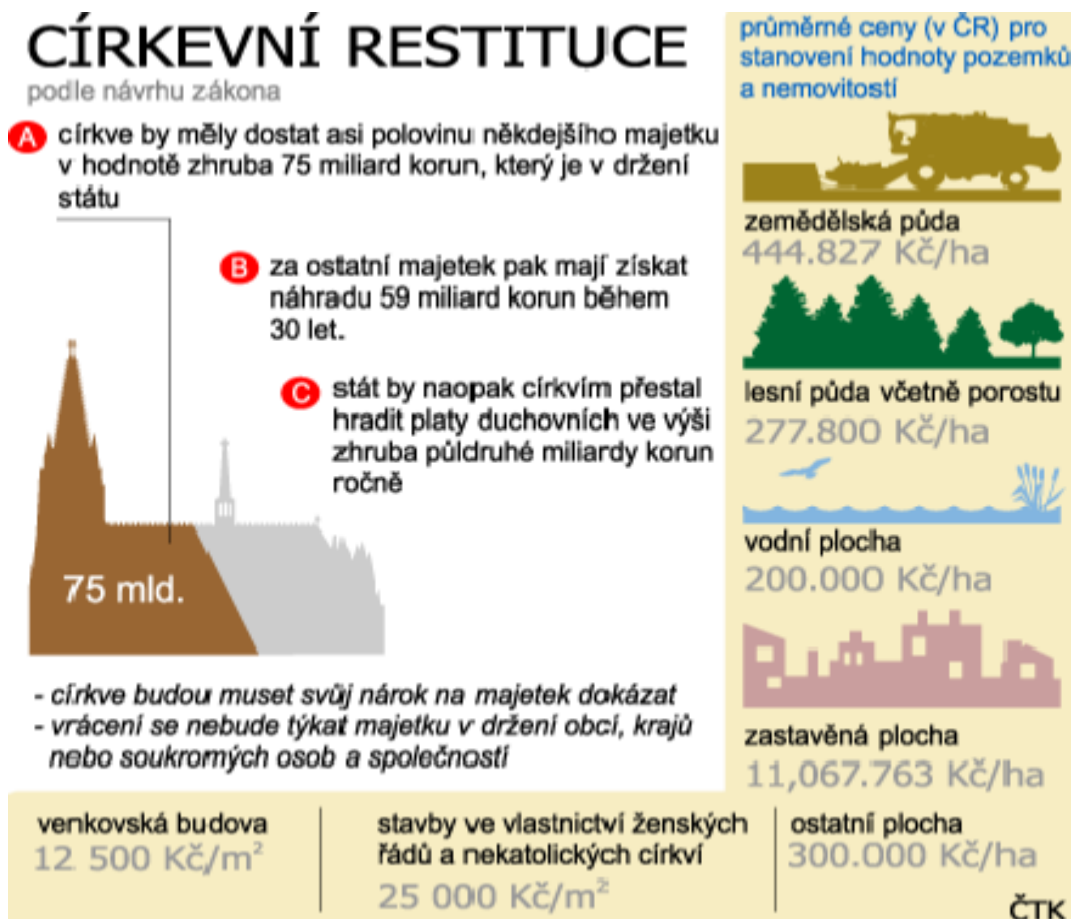 CÍRKEVNÍ RESTITUCE
podle návrhu zákona
A církve by měly dostat asi polovinu někdejšího majetku
v hodnotě zhruba 75 miliard korun, který je v držení
státu
B za ostatní majetek pak mají získat
náhradu 59 miliard korun během
30 let.
C stát by naopak církvím přestal
hradit platy duchovních ve výši
zhruba půldruhé miliardy korun
ročně
75 mld.
- církve budou muset svůj nárok na majetek dokázat
- vrácení se nebude týkat majetku v držení obcí, krajů
nebo soukromých osob a společností
průměrné ceny (v ČR) pro
stanovení hodnoty pozemků
a nemovitostí
zemědělská půda
444.827 Kč/ha
lesní půda včetně porostu
277.800 Kč/ha
vodní plocha
200.000 Kč/ha
zastavěná plocha
11,067.763 Kč/ha
venkovská budova
12 500 Kč/m²
stavby ve vlastnictví ženských
řádů a nekatolických církví
25 000 Kč/m²
ostatní plocha
300.000 Kč/ha
ČTK